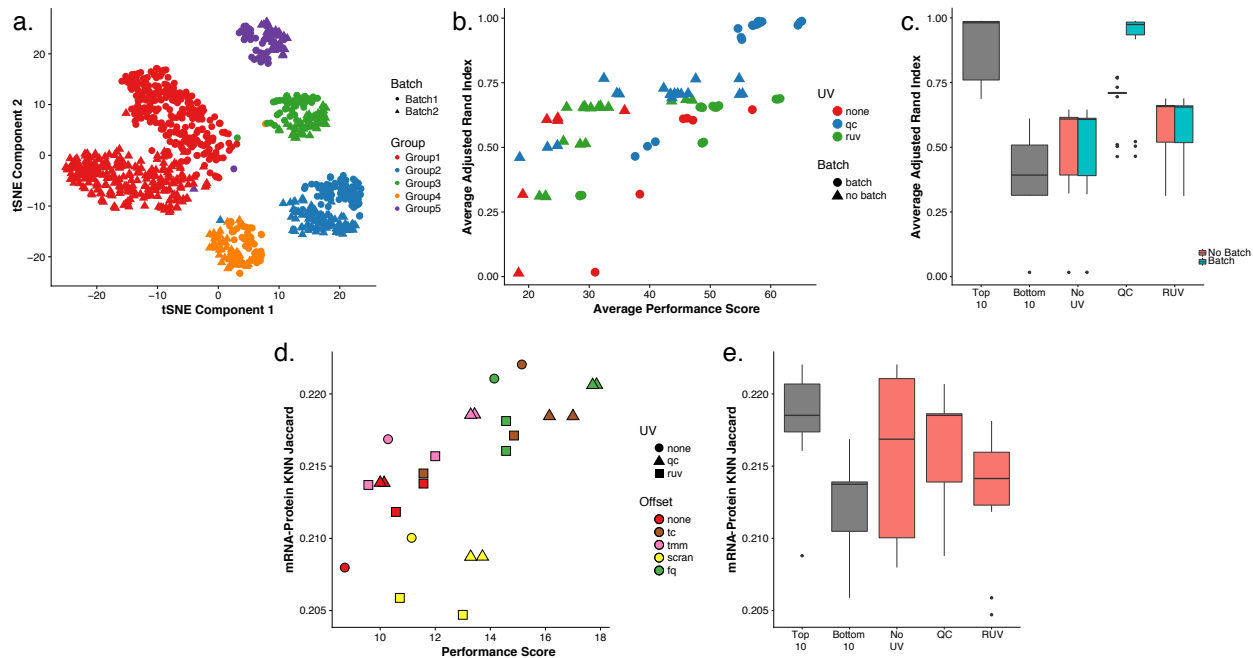 a.
tSNE Component 2
20
10
0
−10
−20
−20
−10
0
10
20
tSNE Component 1
Batch
Batch1
Batch2
Group
Group1
Group2
Group3
Group4
Group5
b.
Average Adjusted Rand Index
1.00
0.75
0.50
0.25
0.00
20
30
40
50
60
Average Performance Score
UV
none
qc
ruv
Batch
batch
no batch
c.
Avverage Adjusted Rand Index
1.00
0.75
0.50
0.25
0.00
Top
10
Bottom
10
No
UV
QC
RUV
No Batch
Batch
d.
mRNA-Protein KNN Jaccard
0.220
0.215
0.210
0.205
10
12
14
16
18
Performance Score
UV
none
qc
ruv
Offset
none
tc
tmm
scran
fq
e.
mRNA-Protein KNN Jaccard
0.220
0.215
0.210
0.205
Top
10
Bottom
10
No
UV
QC
RUV